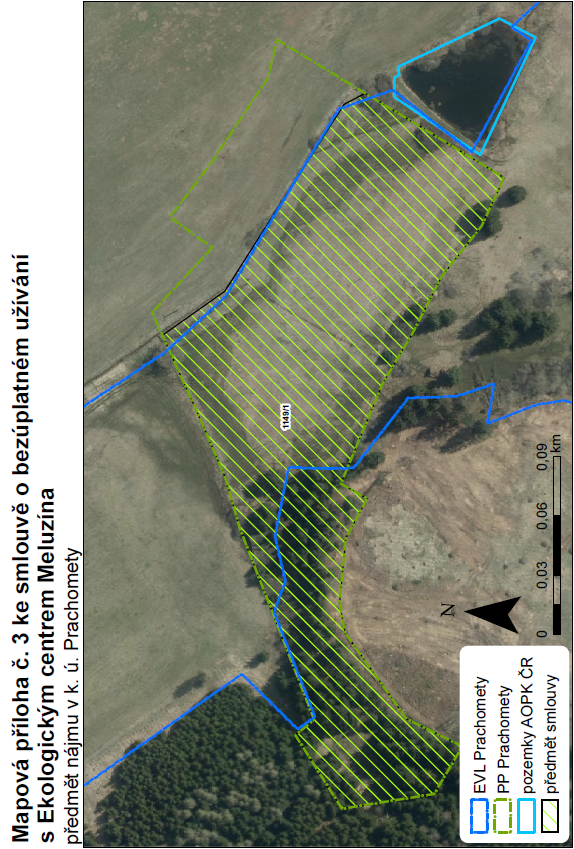 Mapová příloha č. 3 ke smlouvě o bezúplatném užívání
s Ekologickým centrem Meluzína
předmět nájmu v k. ú. Prachomety
1149/1
N
0 0,03 0,06 0,09
km
EVL Prachomety
PP Prachomety
pozemky AOPK ČR
předmět smlouvy